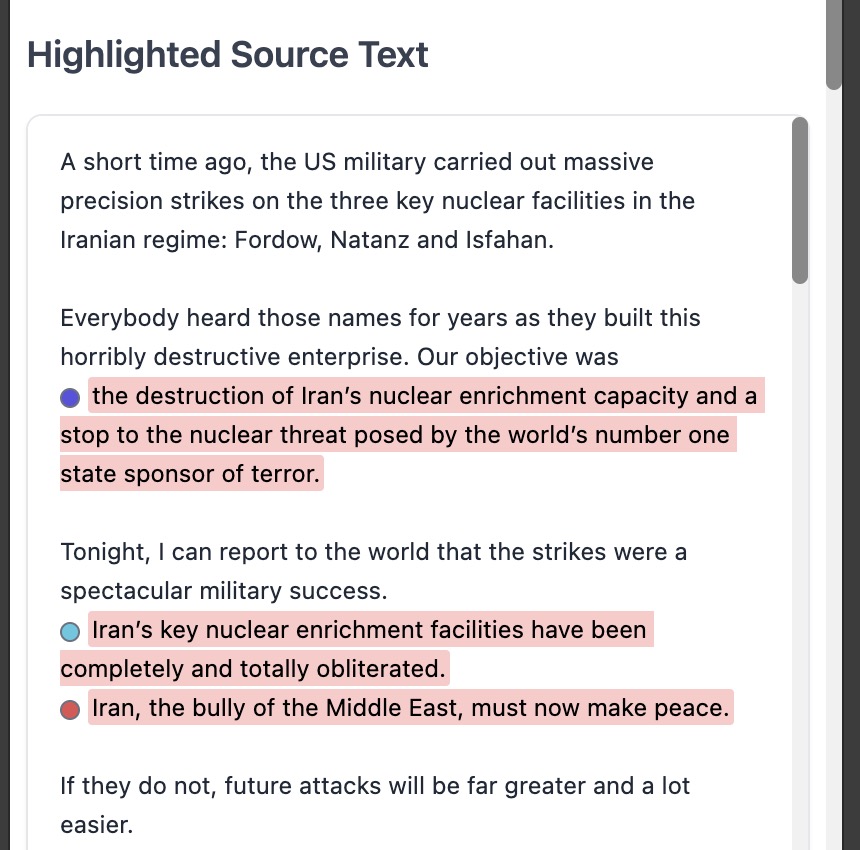 Highlighted Source Text
A short time ago, the US military carried out massive
precision strikes on the three key nuclear facilities in the
Iranian regime: Fordow, Natanz and Isfahan.
Everybody heard those names for years as they built this
horribly destructive enterprise. Our objective was
the destruction of Iran’s nuclear enrichment capacity and a
stop to the nuclear threat posed by the world’s number one
state sponsor of terror.
Tonight, I can report to the world that the strikes were a
spectacular military success.
Iran’s key nuclear enrichment facilities have been
completely and totally obliterated.
Iran, the bully of the Middle East, must now make peace.
If they do not, future attacks will be far greater and a lot
easier.